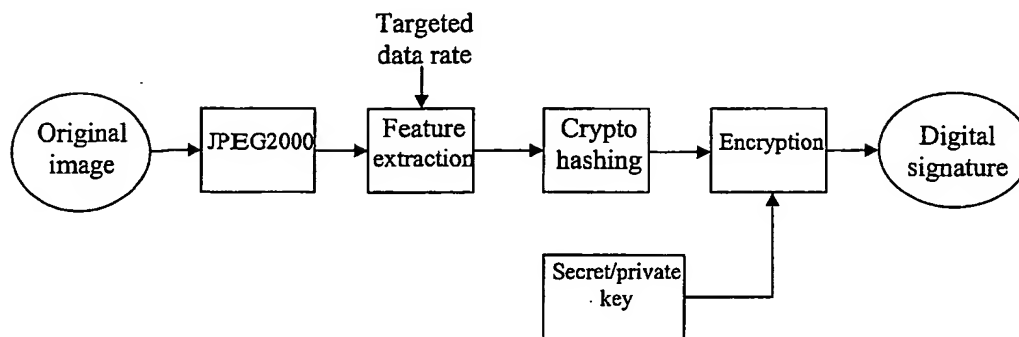 Targeted
data rate
Original
image
JPEG2000
Feature
extraction
Crypto
hashing
Encryption
Digital
signature
Secret/private
key